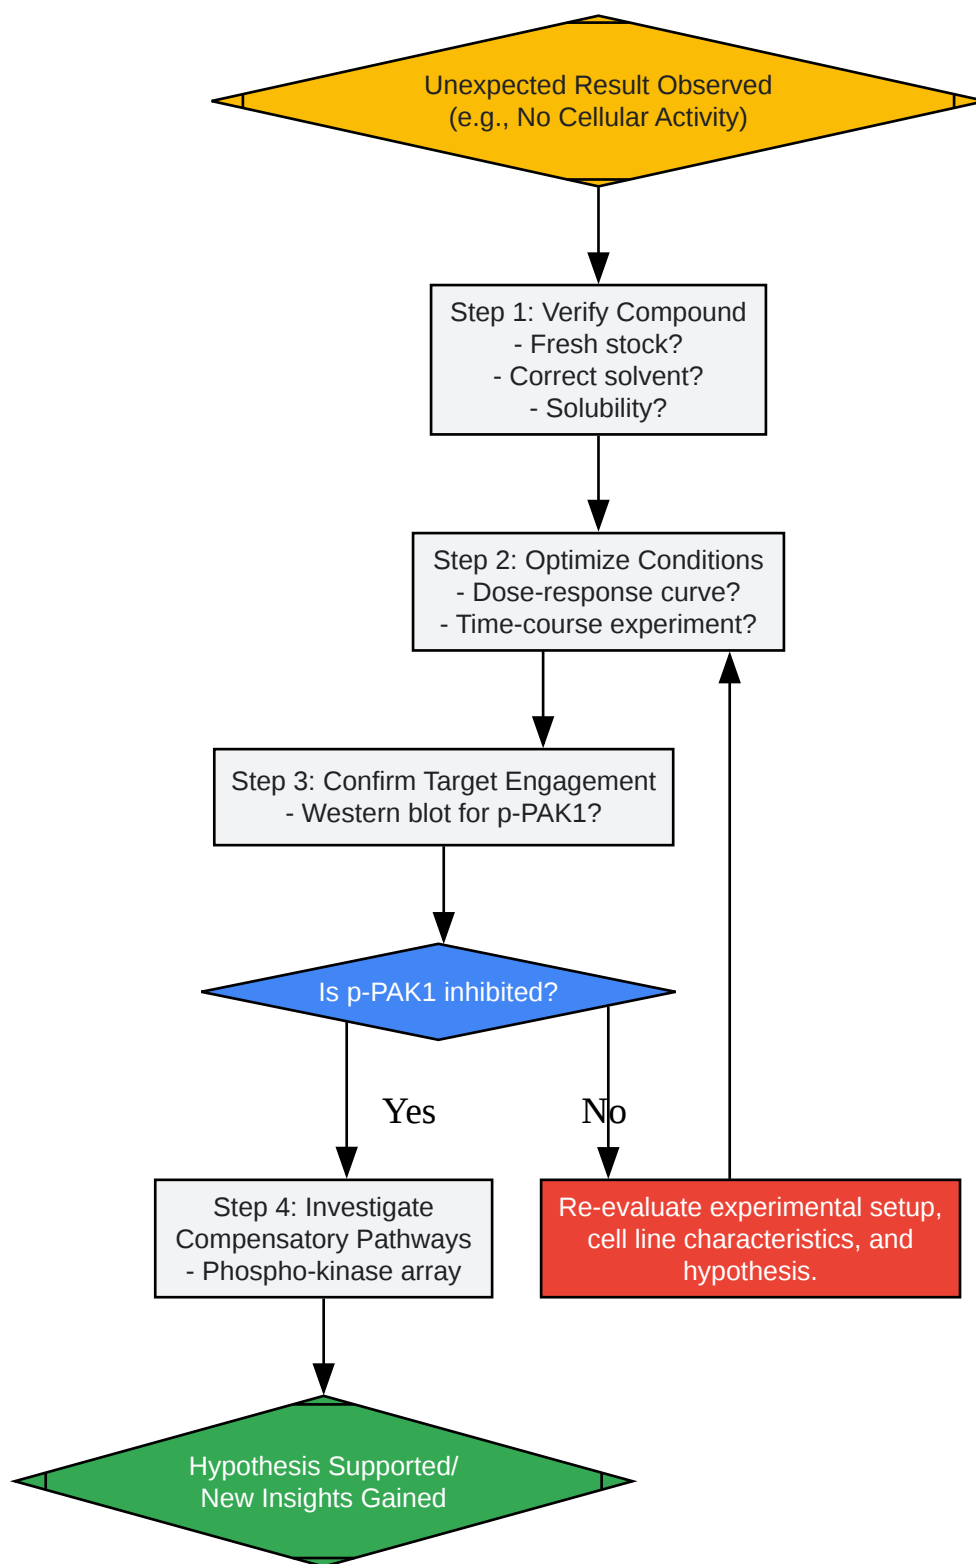 Unexpected Result Observed
(e.g., No Cellular Activity)
Step 1: Verify Compound
- Fresh stock?
- Correct solvent?
- Solubility?
Step 2: Optimize Conditions
- Dose-response curve?
- Time-course experiment?
Step 3: Confirm Target Engagement
- Western blot for p-PAK1?
Is p-PAK1 inhibited?
Yes
No
Step 4: Investigate
Compensatory Pathways
- Phospho-kinase array
Re-evaluate experimental setup,
cell line characteristics, and
hypothesis.
Hypothesis Supported/
New Insights Gained